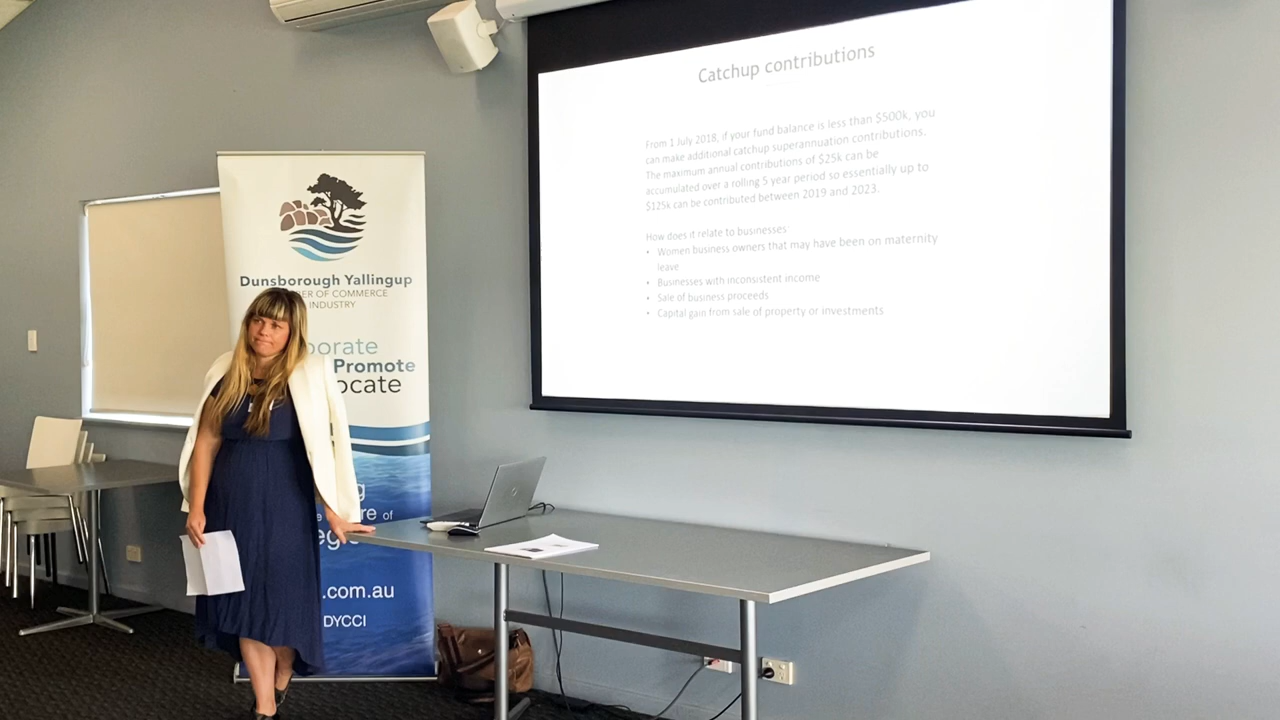 Catchup contributions
From 1 July 2018, if your fund balance is less than $500k, you
can make additional catchup superannuation contributions.
The maximum annual contributions of $25k can be
accumulated over a rolling 5 year period so essentially up to
$125k can be contributed between 2019 and 2023.
How does it relate to businesses
• Women business owners that may have been on maternity
leave
• Businesses with inconsistent income
• Sale of business proceeds
• Capital gain from sale of property or investments
Dunsborough Yallingup
OF COMMERCE
INDUSTRY
Promote
of
.com.au
DYCCI